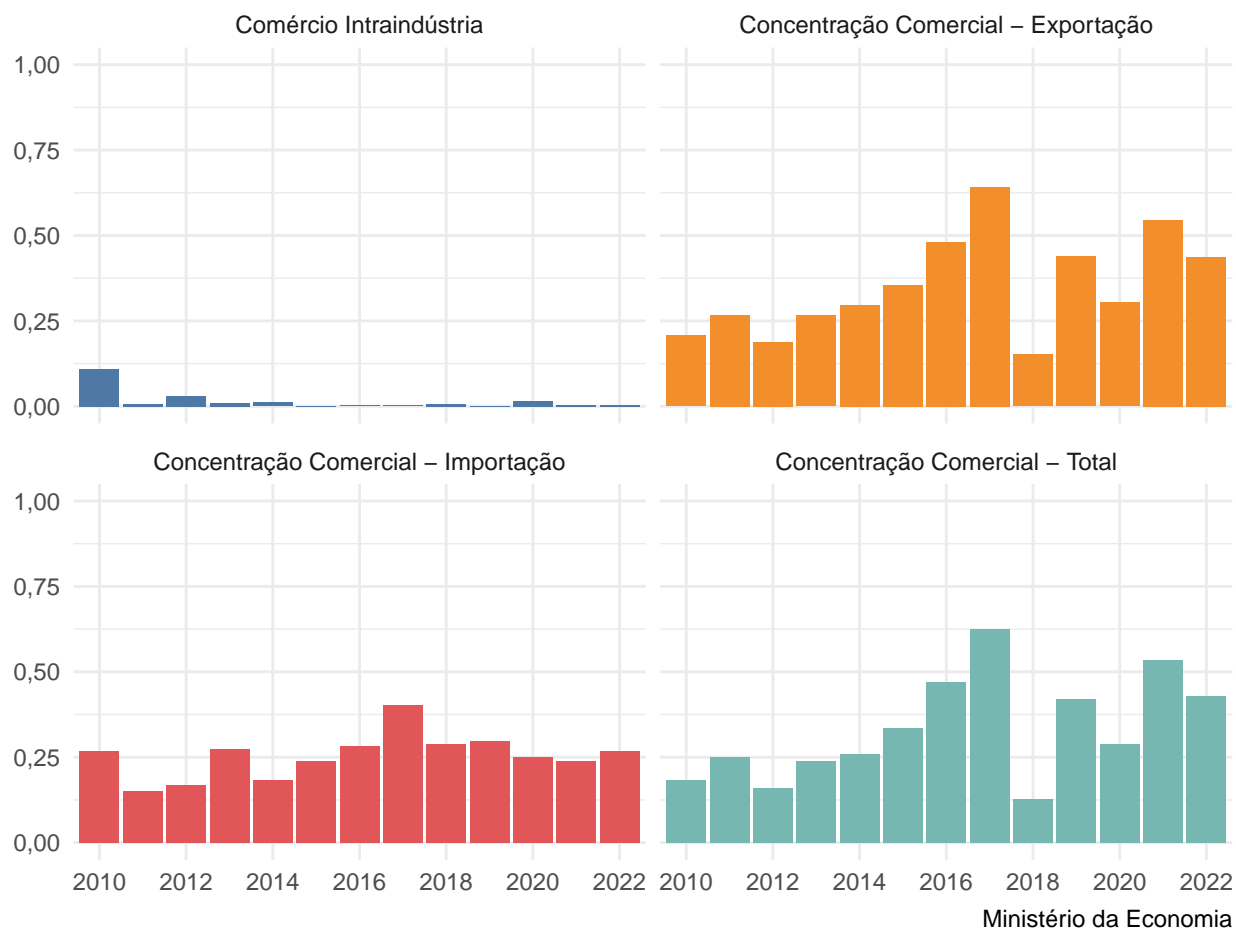 Comércio Intraindústria
Concentração Comercial – Exportação
1,00
0,75
0,50
0,25
0,00
Concentração Comercial – Importação
Concentração Comercial – Total
1,00
0,75
0,50
0,25
0,00
2010 2012 2014 2016 2018 2020 2022
2010 2012 2014 2016 2018 2020 2022
Ministério da Economia